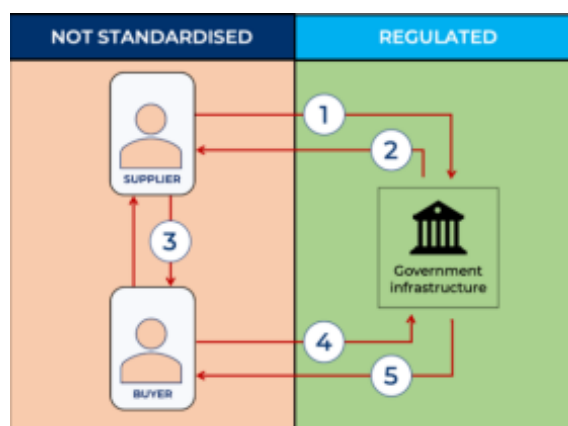 NOT STANDARDISED
REGULATED
1
2
SUPPLIER
3
Government
infrastructure
4
5
BUYER